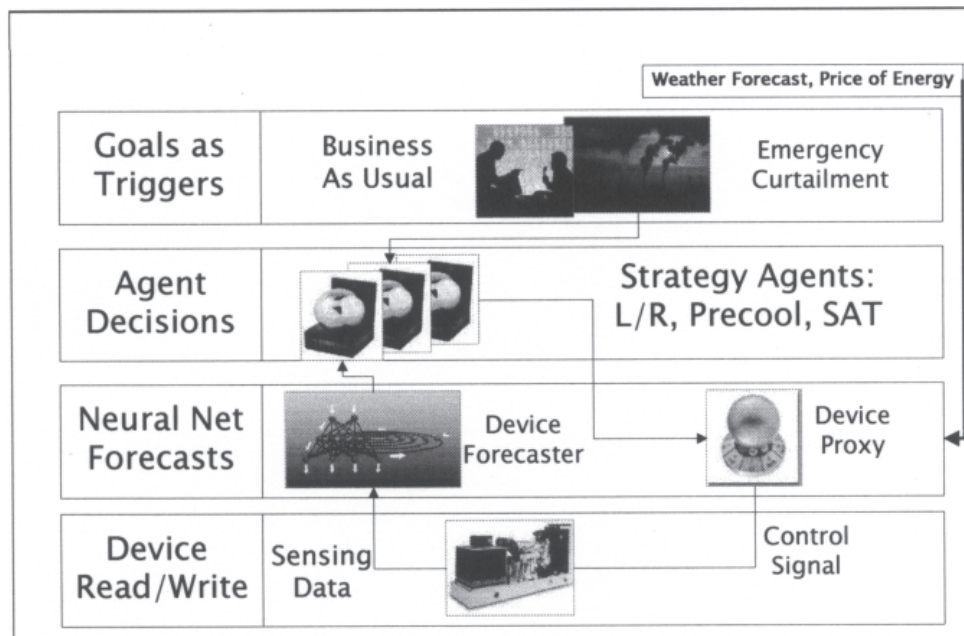 Weather Forecast, Price of Energy
Goals as
Triggers
Business
As Usual
Emergency
Curtailment
Agent
Decisions
Strategy Agents:
L/R, Precool, SAT
Neural Net
Forecasts
Device
Forecaster
Device
Proxy
Device
Read/Write
Sensing
Data
Control
Signal